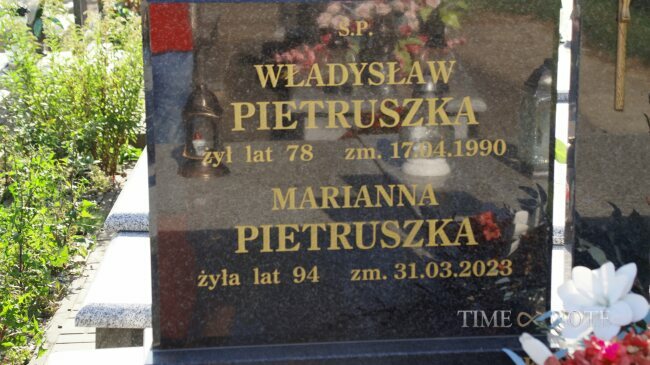 Ś.P.
WŁADYSŁAW
PIETRUSZKA
żył lat 78 zm. 17.04.1990
MARIANNA
PIETRUSZKA
żyła lat 94 zm. 31.03.2023
TIME NOTE